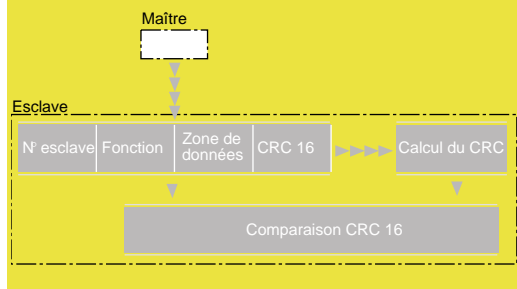 Maître
Esclave
N° esclave Fonction Zone de données CRC 16 Calcul du CRC
Comparaison CRC 16